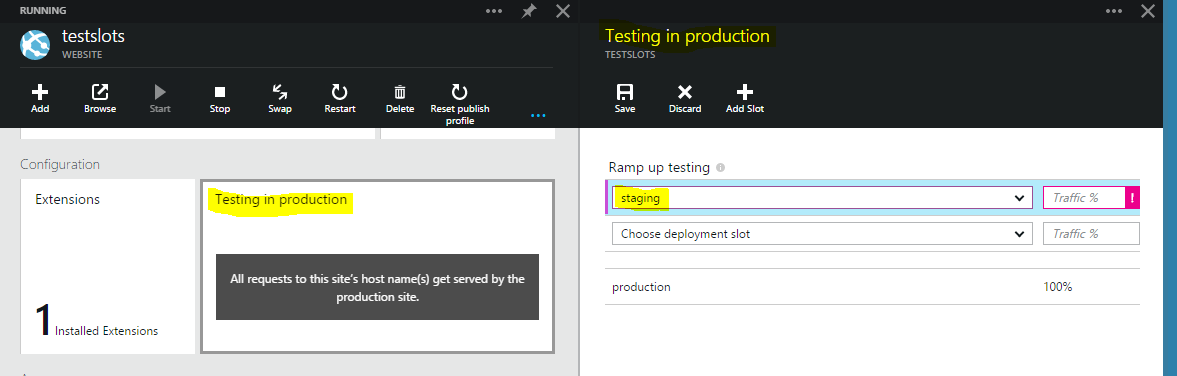 RUNNING
testslots
WEBSITE
Add
Browse
Start
Stop
Swap
Restart
Delete
Reset publish
profile
Configuration
Extensions
1 Installed Extensions
Testing in production
All requests to this site's host name(s) get served by the
production site.
Testing in production
TESTSLOTS
Save
Discard
Add Slot
Ramp up testing
staging Traffic % !
Choose deployment slot Traffic %
production 100%